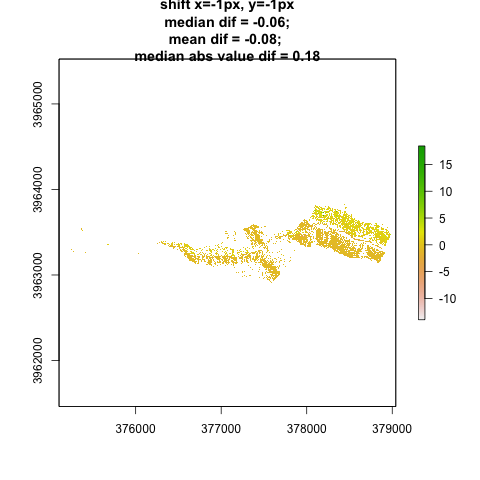 shift x=-1px, y=-1px
median dif = -0.06;
mean dif = -0.08;
median abs value dif = 0.18
3965000
3964000
3963000
3962000
376000 377000 378000 379000
15
10
5
0
-5
-10